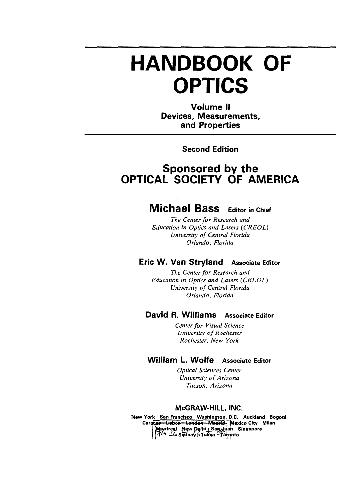 HANDBOOK OF
OPTICS
Volume II
Devices, Measurements,
and Properties
Second Edition
Sponsored by the
OPTICAL SOCIETY OF AMERICA
Michael Bass Editor in Chief
The Center for Research and
Education in Optics and Lasers (CREOL)
University of Central Florida
Orlando, Florida
Eric W. Van Stryland Associate Editor
The Center for Research and
Education in Optics and Lasers (CREOL)
University of Central Florida
Orlando, Florida
David R. Williams Associate Editor
Center for Visual Science
University of Rochester
Rochester, New York
William L. Wolfe Associate Editor
Optical Sciences Center
University of Arizona
Tucson, Arizona
McGRAW-HILL, INC.
New York San Francisco Washington, D.C. Auckland Bogotá
Caracas Lisbon London Madrid Mexico City Milan
Montreal New Delhi San Juan Singapore
Sydney Tokyo Toronto